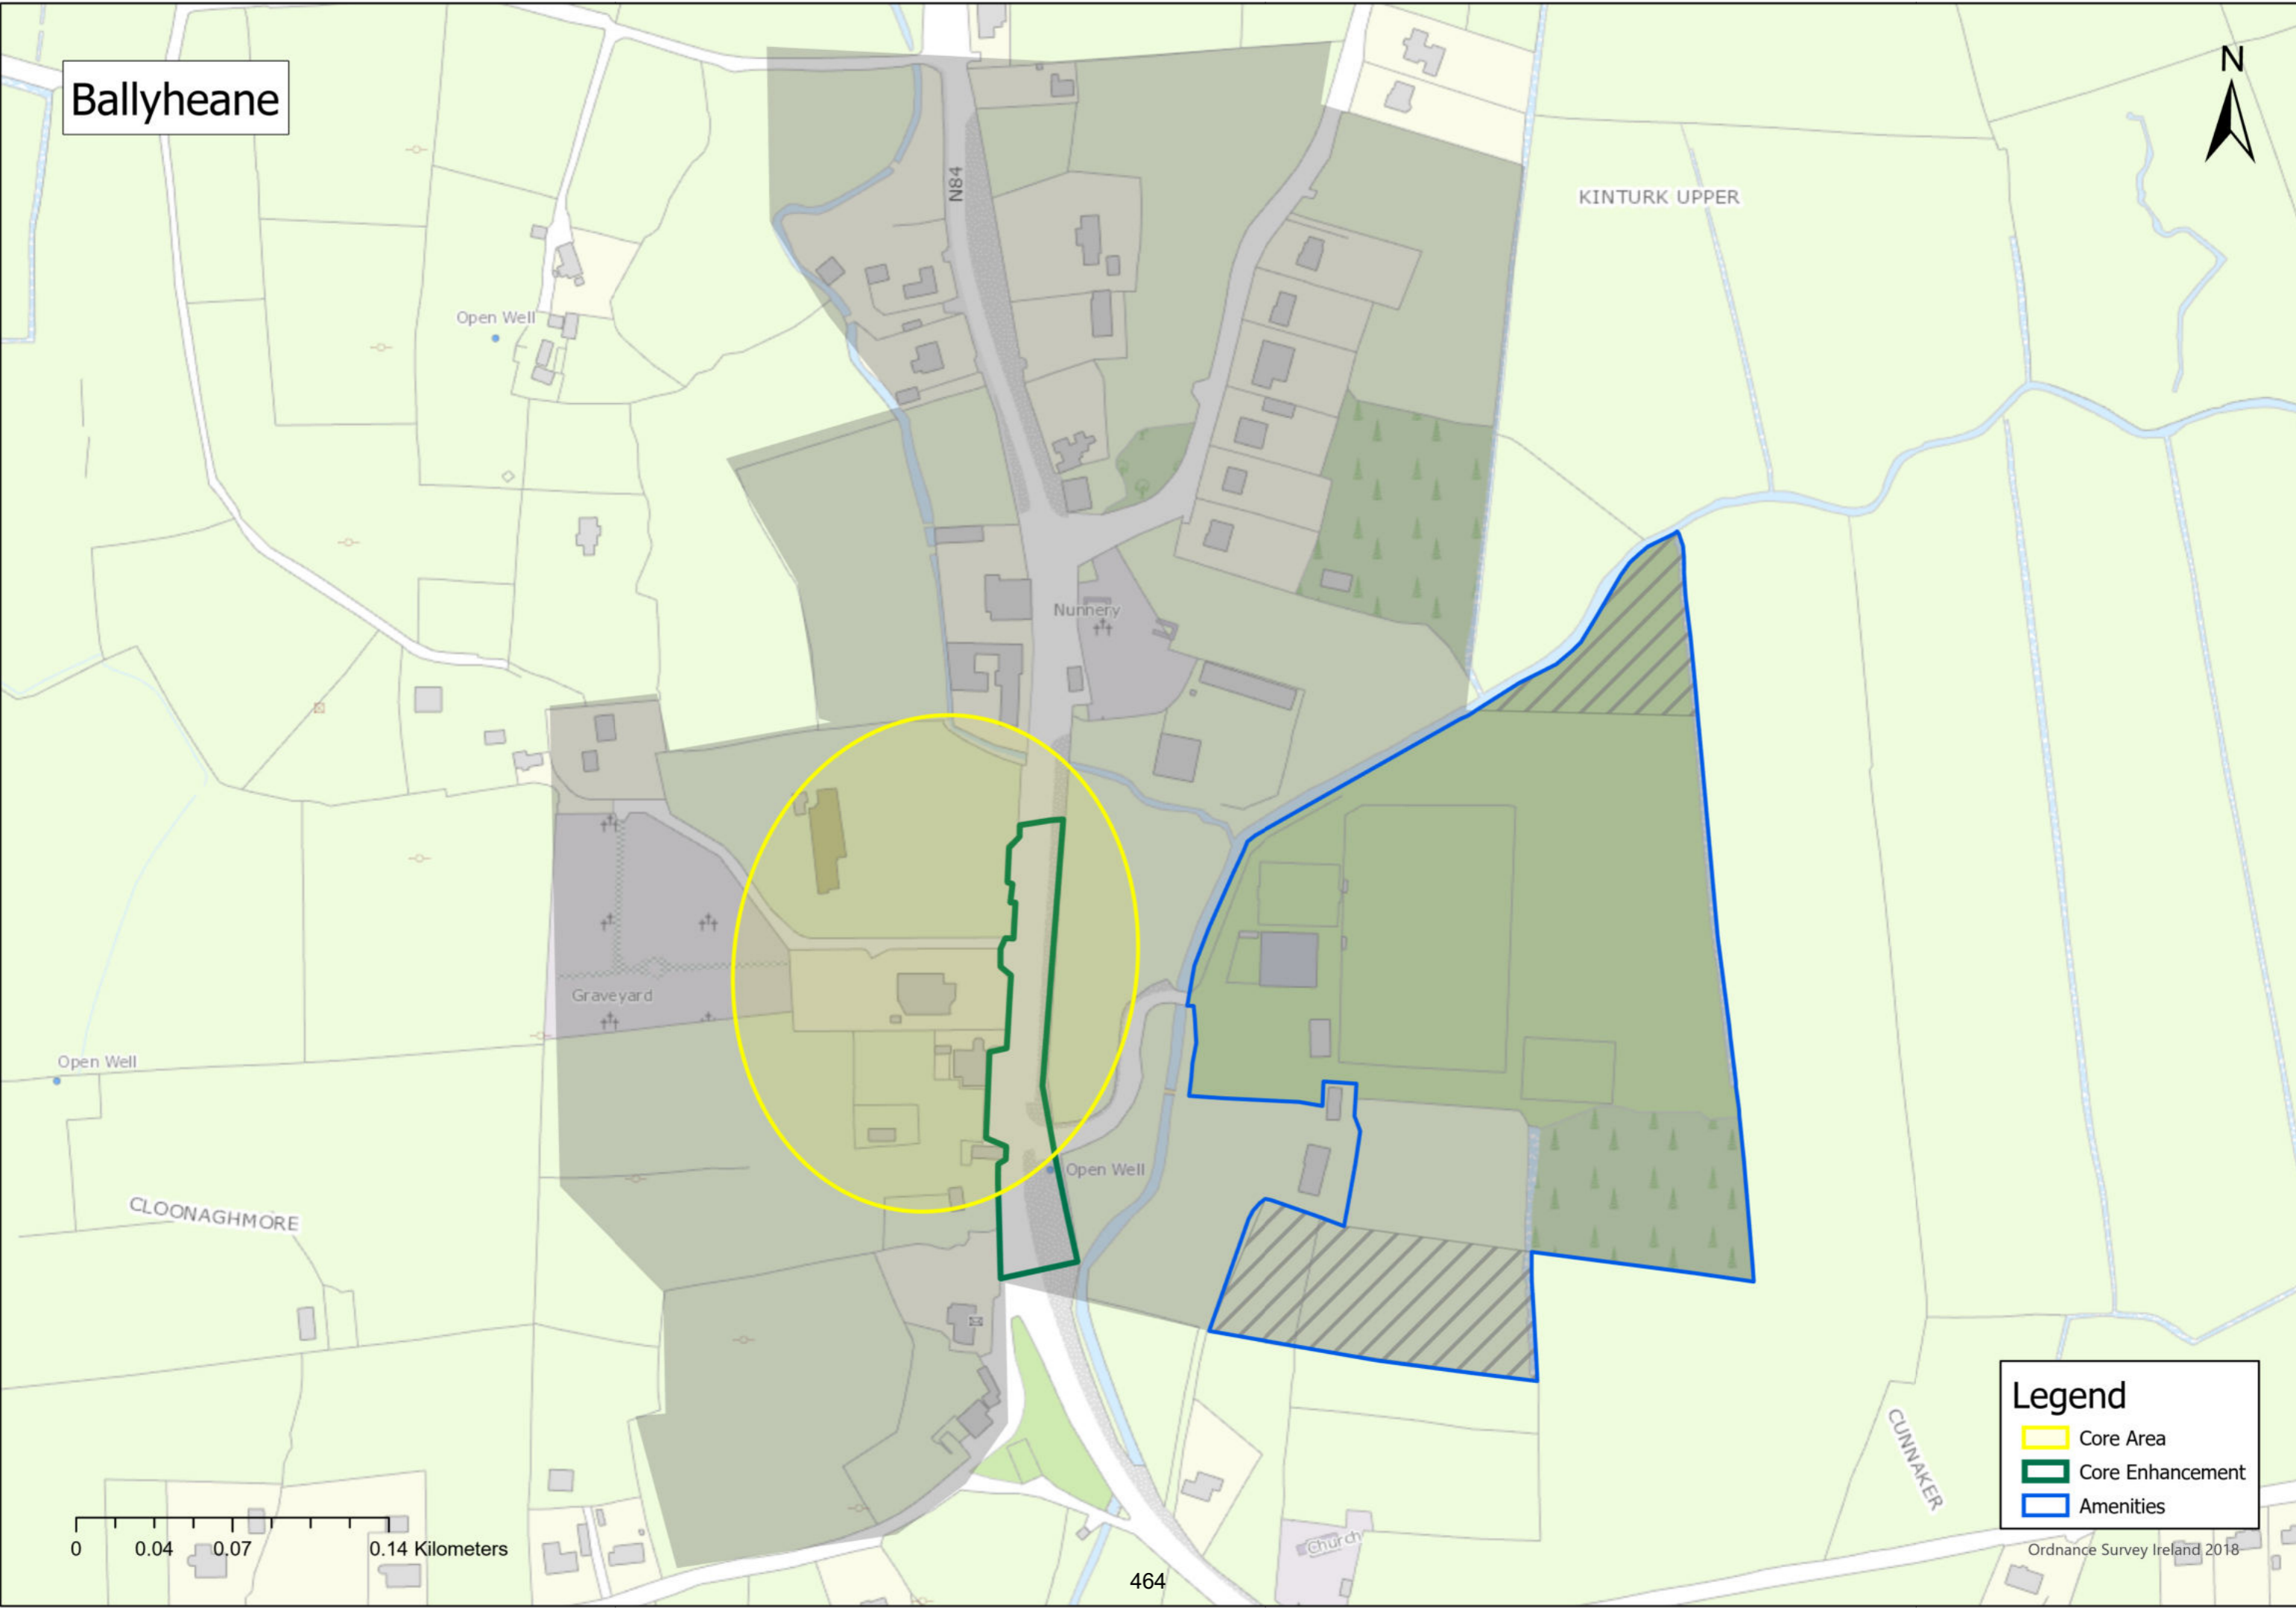 Ballyheane
N
N84
KINTURK UPPER
Open Well
Nunnery
Graveyard
Open Well
Open Well
CLOONAGHMORE
CUNNAKER
Church
Legend
Core Area
Core Enhancement
Amenities
0 0.04 0.07 0.14 Kilometers
Ordnance Survey Ireland 2018
464